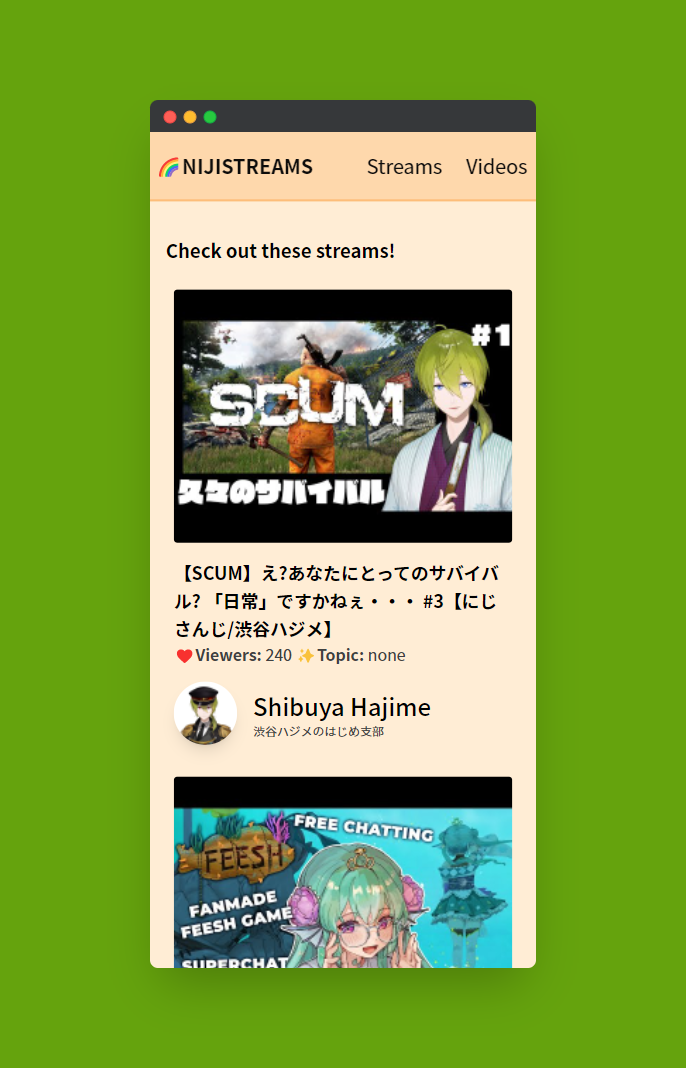 🌈NIJISTREAMS Streams Videos
Check out these streams!
#1
SCUM
久々のサバイバル
【SCUM】え?あなたにとってのサバイバ
ル? 「日常」ですかねぇ・・・ #3【にじ
さんじ/渋谷ハジメ】
❤️Viewers: 240 ✨Topic: none
Shibuya Hajime
渋谷ハジメのはじめ支部
FREE CHATTING
FEESH
FANMADE
FEESH GAME
SUPERCHAT